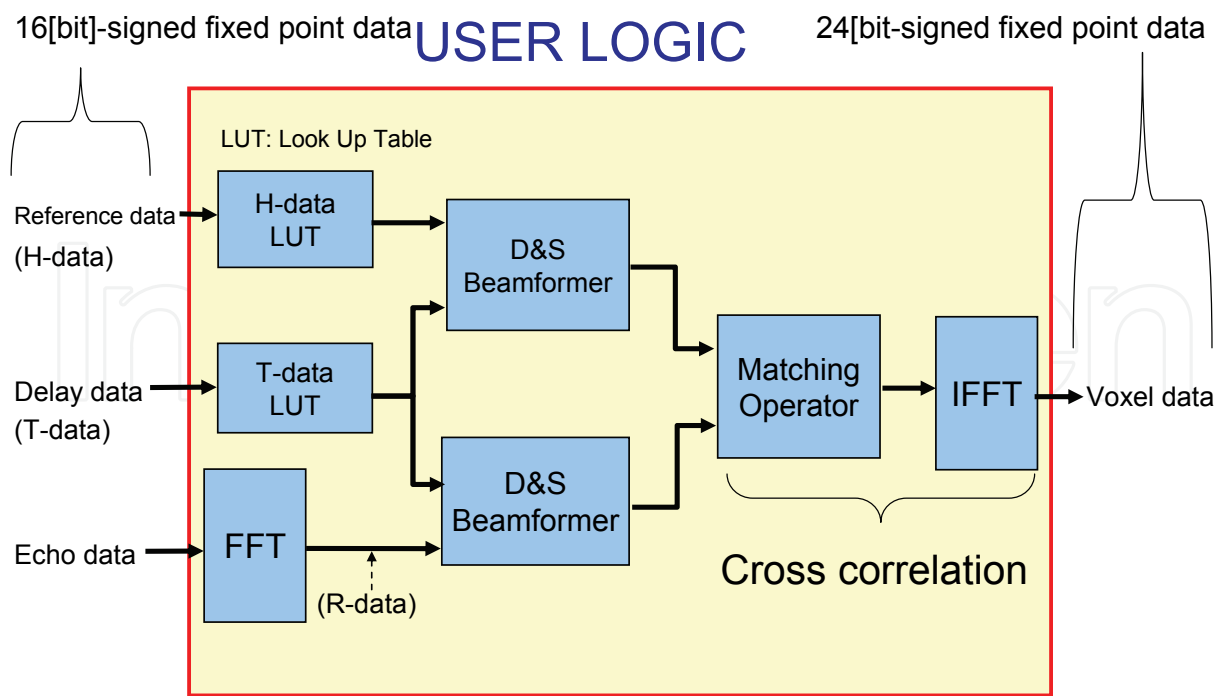 16[bit]-signed fixed point data
USER LOGIC
24[bit-signed fixed point data
LUT: Look Up Table
Reference data
(H-data)
H-data
LUT
D&S
Beamformer
Delay data
(T-data)
T-data
LUT
Matching
Operator
IFFT
Voxel data
D&S
Beamformer
Echo data
FFT
(R-data)
Cross correlation